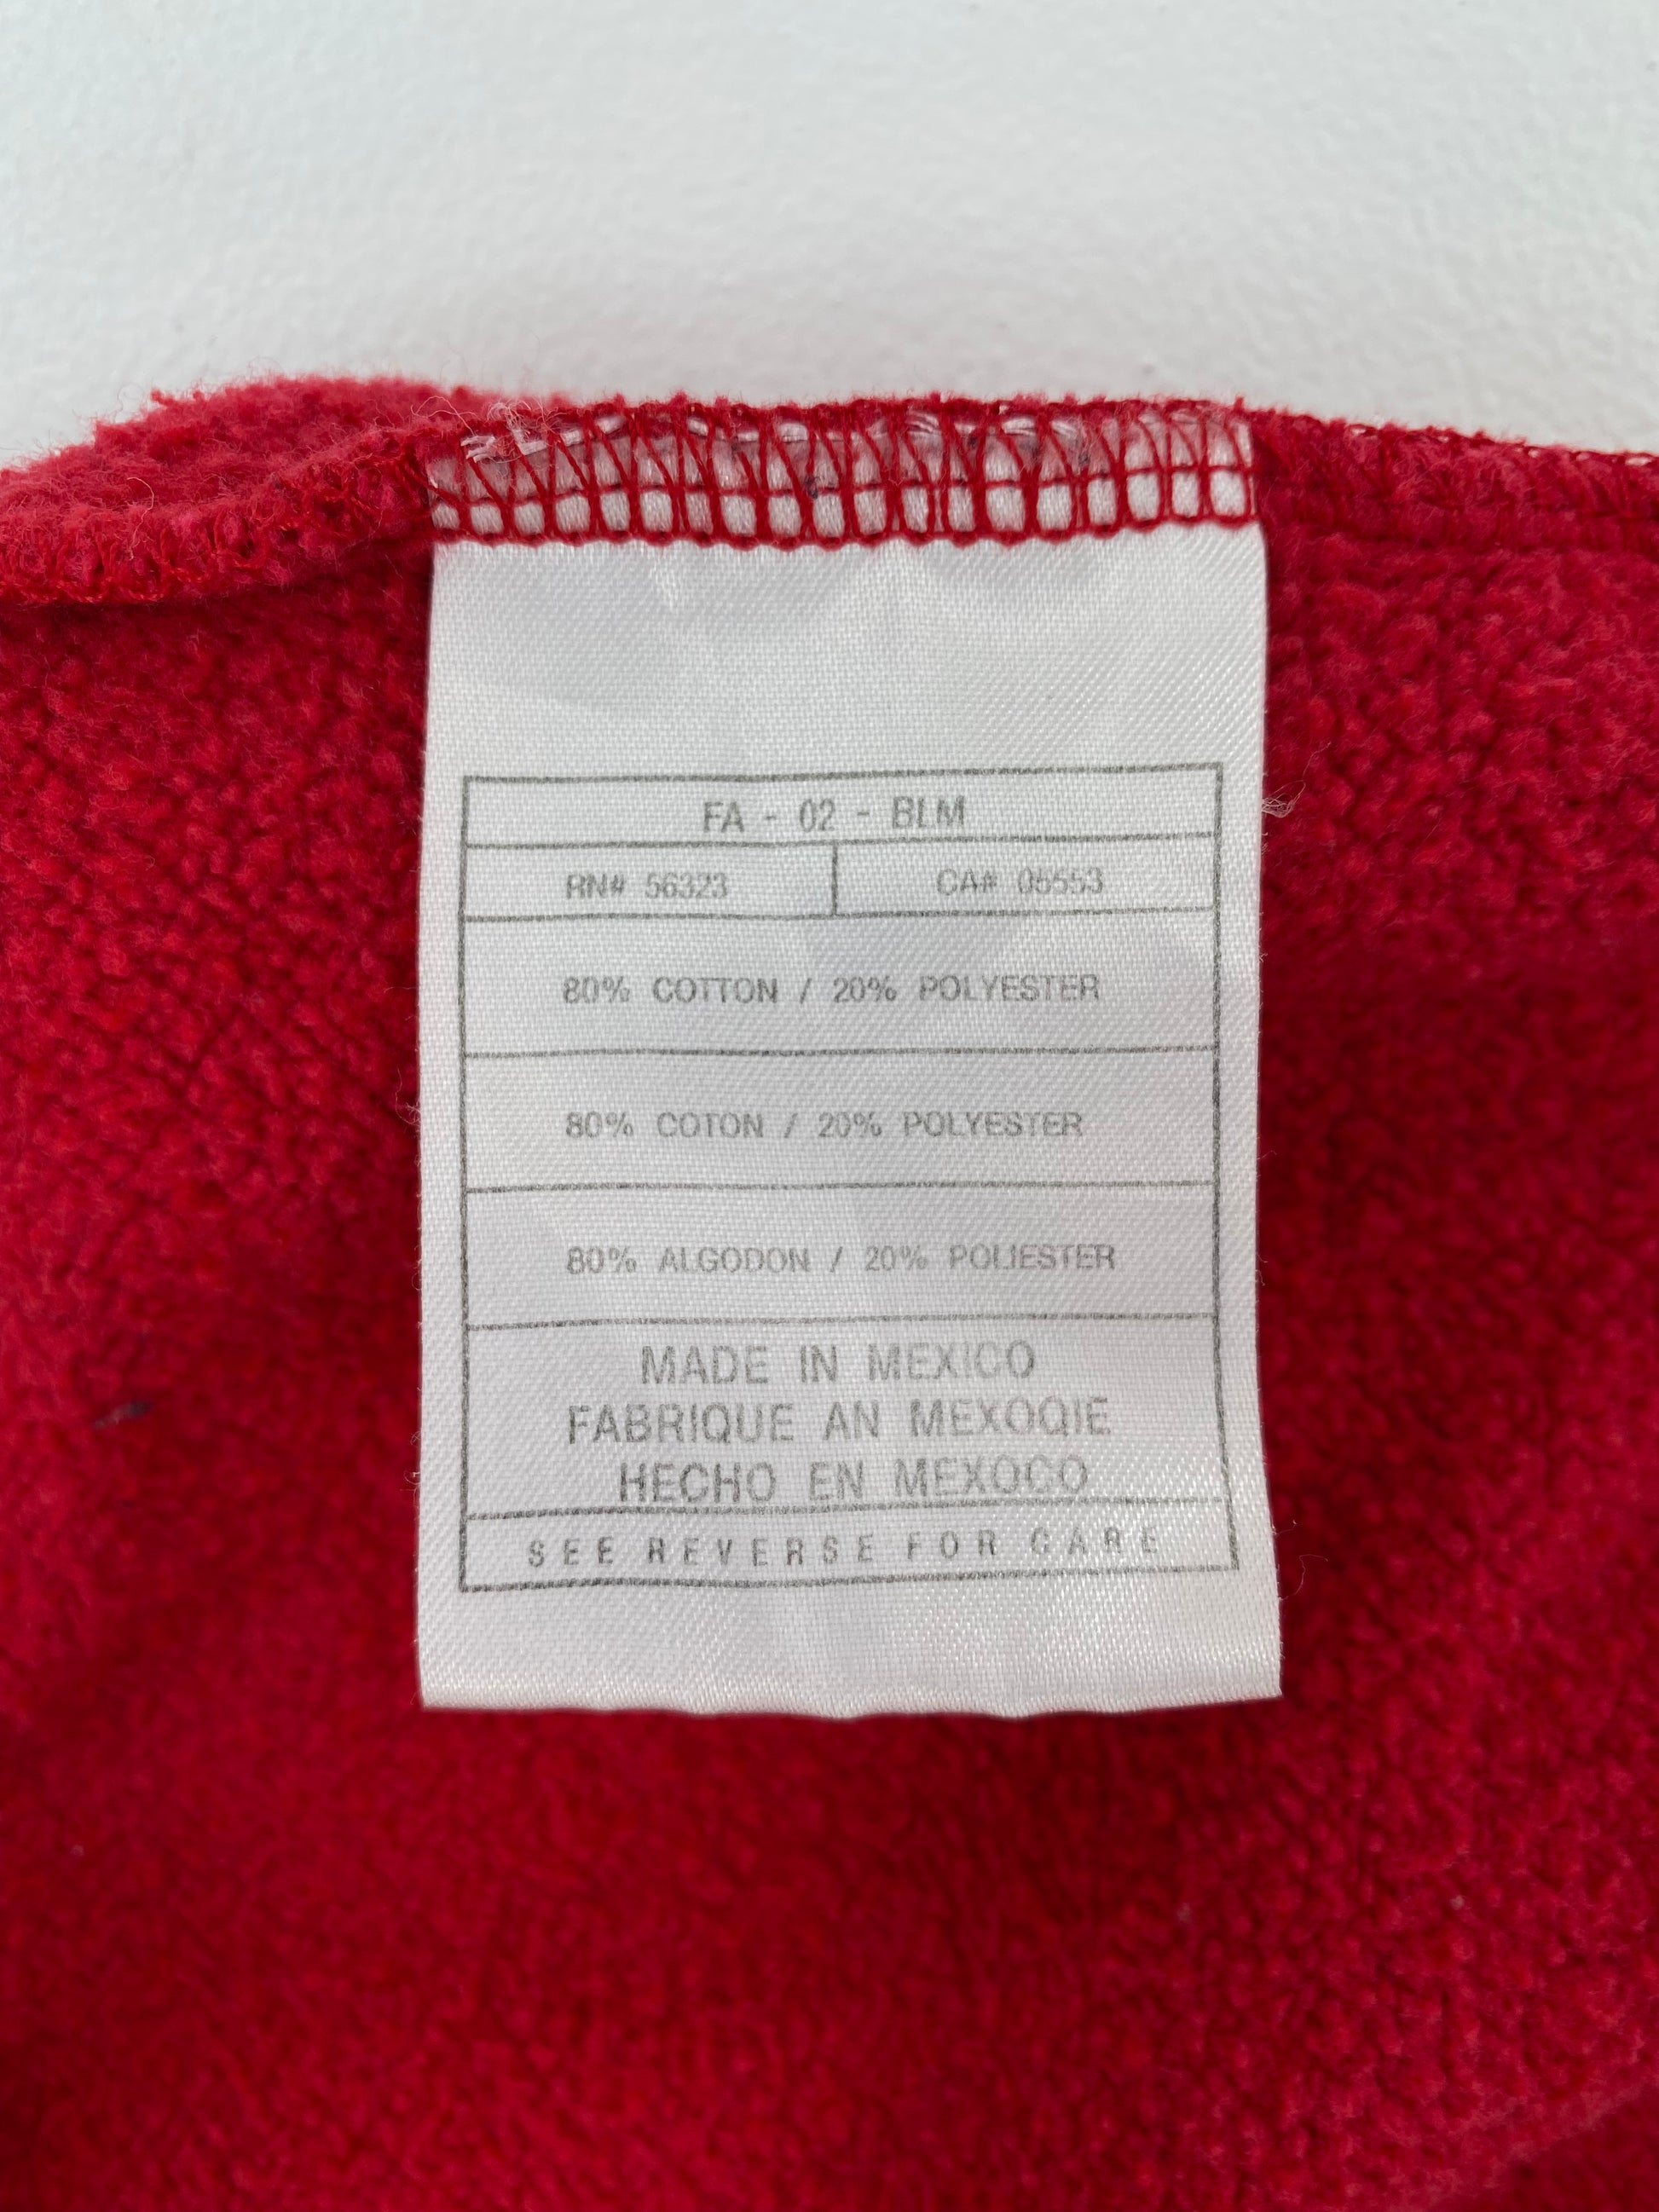 FA - 02 - BLM
RN# 56323 CA# 05553
80% COTTON / 20% POLYESTER
80% COTON / 20% POLYESTER
80% ALGODON / 20% POLIESTER
MADE IN MEXICO
FABRIQUE AN MEXOQIE
HECHO EN MEXOCO
SEE REVERSE FOR CARE